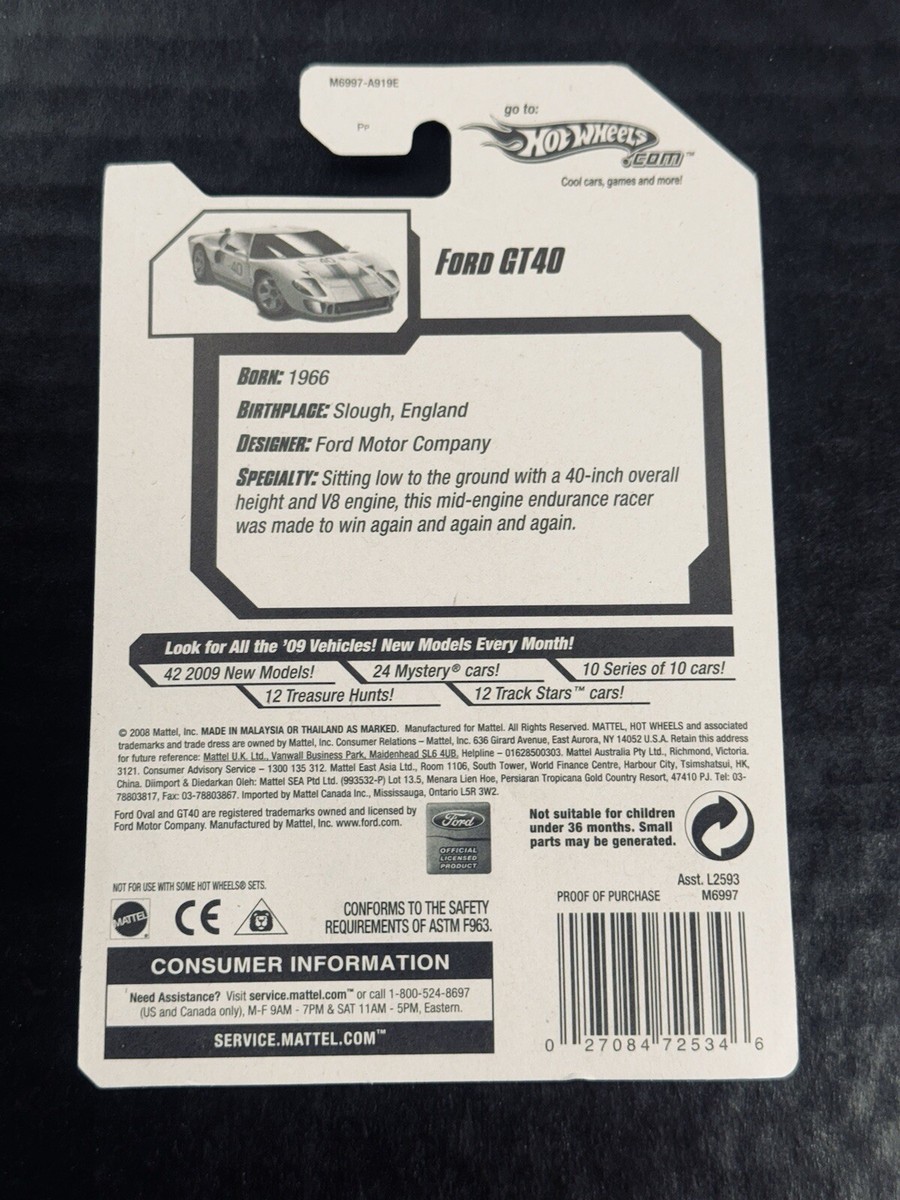 M6997-A919E
PP
go to:
HOT WHEELS
.COM™
Cool cars, games and more!
FORD GT40
BORN: 1966
BIRTHPLACE: Slough, England
DESIGNER: Ford Motor Company
SPECIALTY: Sitting low to the ground with a 40-inch overall
height and V8 engine, this mid-engine endurance racer
was made to win again and again and again.
Look for All the '09 Vehicles! New Models Every Month!
42 2009 New Models!
24 Mystery® cars!
10 Series of 10 cars!
12 Treasure Hunts!
12 Track Stars™ cars!
© 2008 Mattel, Inc. MADE IN MALAYSIA OR THAILAND AS MARKED. Manufactured for Mattel. All Rights Reserved. MATTEL, HOT WHEELS and associated
trademarks and trade dress are owned by Mattel, Inc. Consumer Relations – Mattel, Inc. 636 Girard Avenue, East Aurora, NY 14052 U.S.A. Retain this address
for future reference: Mattel U.K. Ltd., Vanwall Business Park, Maidenhead SL6 4UB. Helpline – 01628500303. Mattel Australia Pty Ltd., Richmond, Victoria.
3121. Consumer Advisory Service – 1300 135 312. Mattel East Asia Ltd., Room 1106, South Tower, World Finance Centre, Harbour City, Tsimshatsui, HK,
China. Diimport & Diedarkan Oleh: Mattel SEA Ptd Ltd. (993532-P) Lot 13.5, Menara Lien Hoe, Persiaran Tropicana Gold Country Resort, 47410 PJ. Tel: 03-
78803817, Fax: 03-78803867. Imported by Mattel Canada Inc., Mississauga, Ontario L5R 3W2.
Ford Oval and GT40 are registered trademarks owned and licensed by
Ford Motor Company. Manufactured by Mattel, Inc. www.ford.com.
Ford
OFFICIAL
LICENSED
PRODUCT
Not suitable for children
under 36 months. Small
parts may be generated.
Asst. L2593
PROOF OF PURCHASE M6997
NOT FOR USE WITH SOME HOT WHEELS® SETS.
MATTEL
CE
CONFORMS TO THE SAFETY
REQUIREMENTS OF ASTM F963.
CONSUMER INFORMATION
Need Assistance? Visit service.mattel.com™ or call 1-800-524-8697
(US and Canada only), M-F 9AM - 7PM & SAT 11AM - 5PM, Eastern.
SERVICE.MATTEL.COM™
0 27084 72534 6